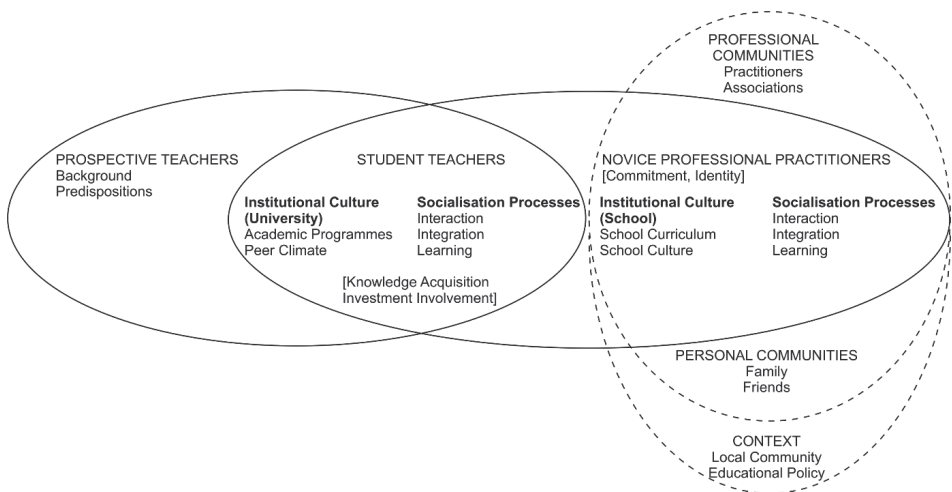 PROFESSIONAL
COMMUNITIES
Practitioners
Associations
PROSPECTIVE TEACHERS
Background
Predispositions
STUDENT TEACHERS
Institutional Culture
(University)
Academic Programmes
Peer Climate
Socialisation Processes
Interaction
Integration
Learning
[Knowledge Acquisition
Investment Involvement]
NOVICE PROFESSIONAL PRACTITIONERS
[Commitment, Identity]
Institutional Culture
(School)
School Curriculum
School Culture
Socialisation Processes
Interaction
Integration
Learning
PERSONAL COMMUNITIES
Family
Friends
CONTEXT
Local Community
Educational Policy